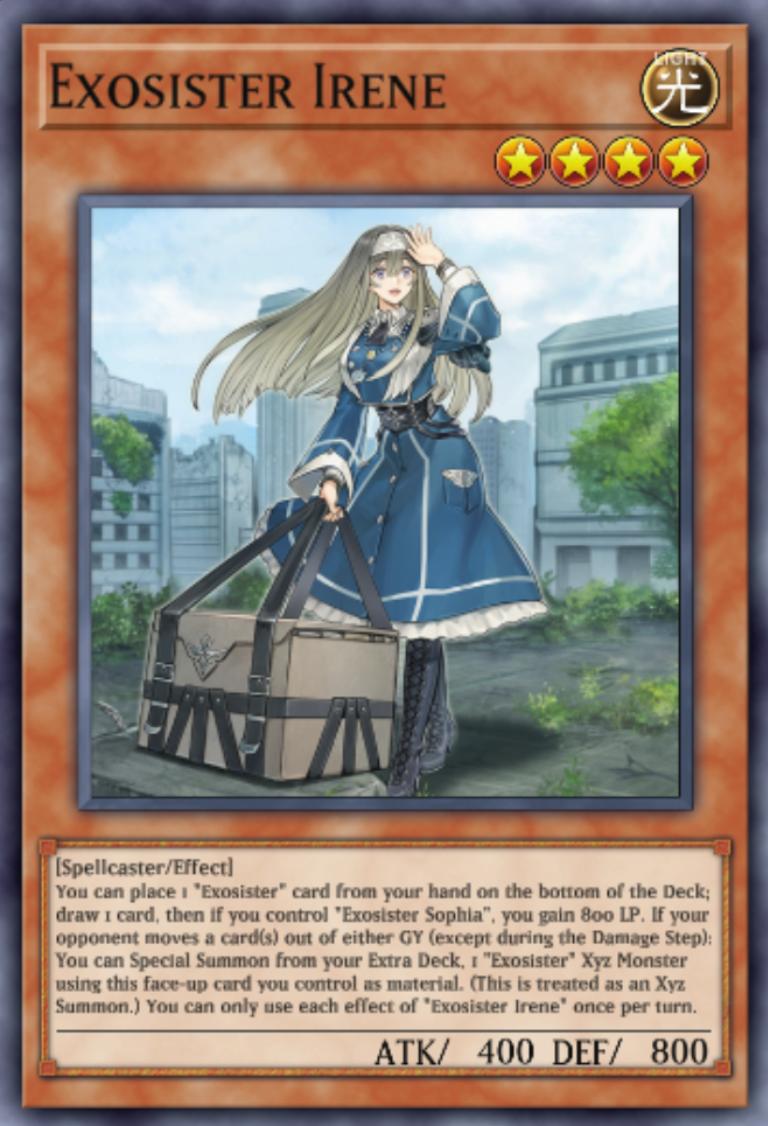 Exosister Irene
LIGHT
光
[Spellcaster/Effect]
You can place 1 "Exosister" card from your hand on the bottom of the Deck;
draw 1 card, then if you control "Exosister Sophia", you gain 800 LP. If your
opponent moves a card(s) out of either GY (except during the Damage Step):
You can Special Summon from your Extra Deck, 1 "Exosister" Xyz Monster
using this face-up card you control as material. (This is treated as an Xyz
Summon.) You can only use each effect of "Exosister Irene" once per turn.
ATK/ 400 DEF/ 800